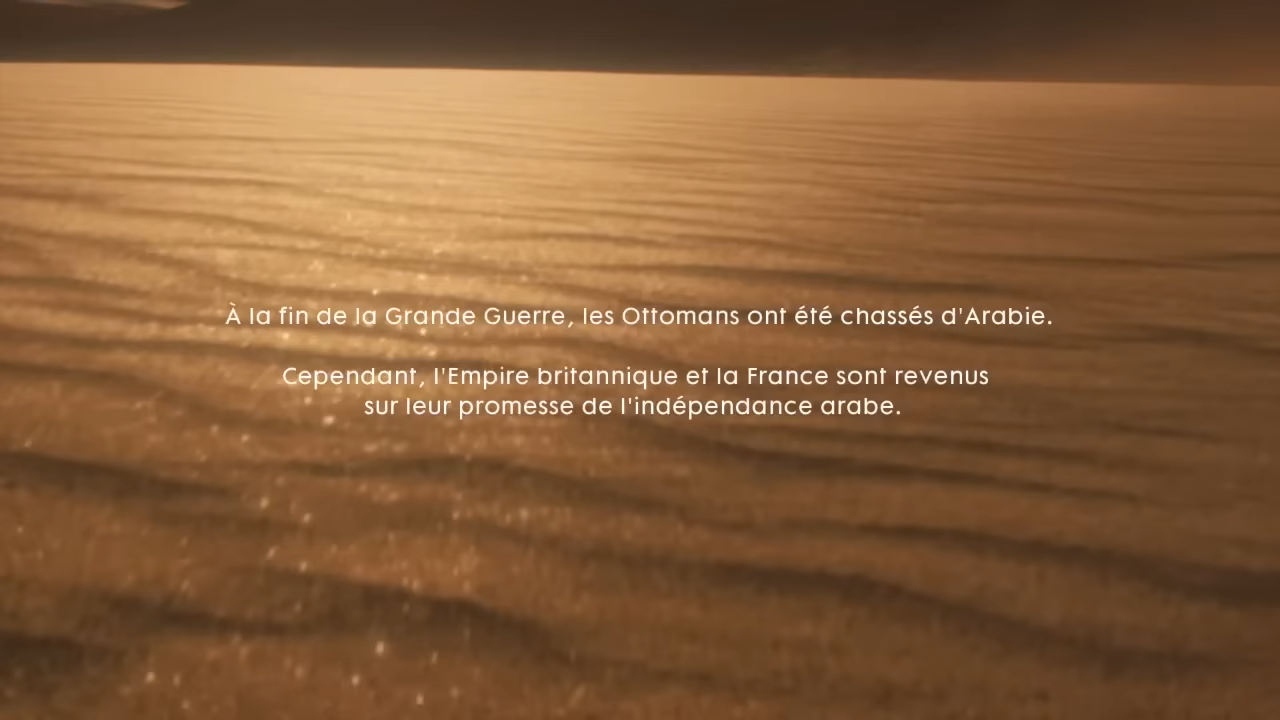 À la fin de la Grande Guerre, les Ottomans ont été chassés d'Arabie.
Cependant, l'Empire britannique et la France sont revenus
sur leur promesse de l'indépendance arabe.